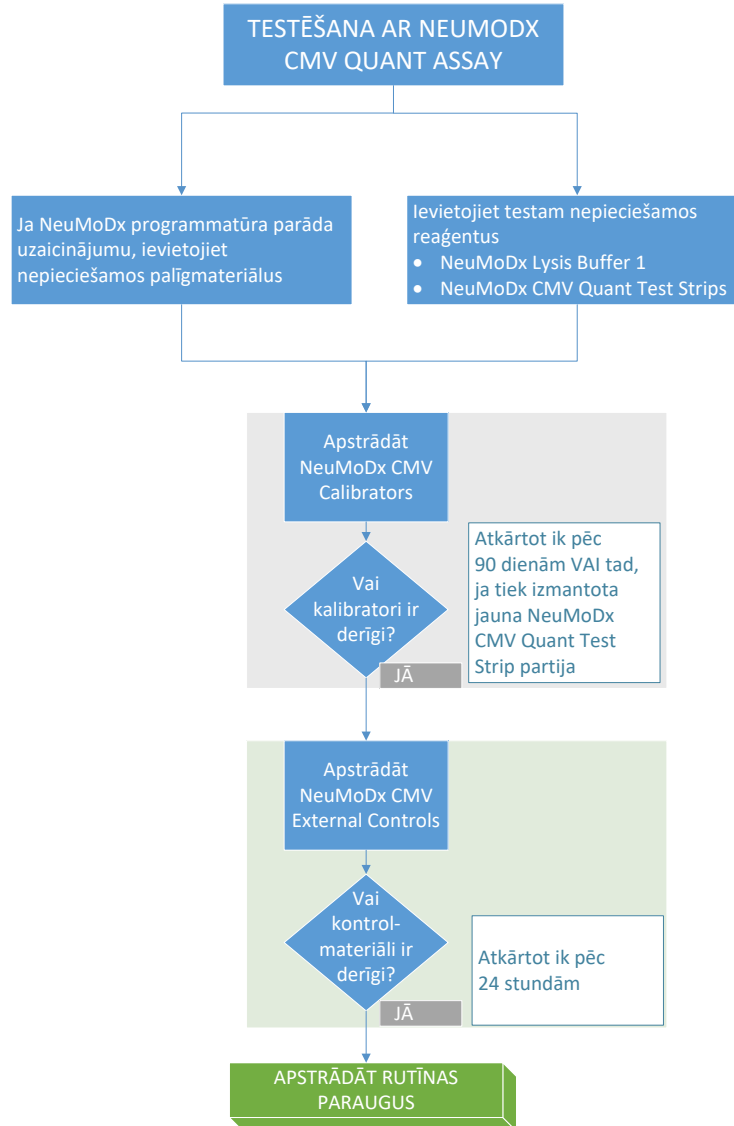 TESTĒŠANA AR NEUMODX
CMV QUANT ASSAY
Ja NeuMoDx programmatūra parāda
uzaicinājumu, ievietojiet
nepieciešamos palīgmateriālus
Ievietojiet testam nepieciešamos
reaģentus
• NeuMoDx Lysis Buffer 1
• NeuMoDx CMV Quant Test Strips
Apstrādāt
NeuMoDx CMV
Calibrators
Vai
kalibratori ir
derīgi?
JĀ
Atkārtot ik pēc
90 dienām VAI tad,
ja tiek izmantota
jauna NeuMoDx
CMV Quant Test
Strip partija
Apstrādāt
NeuMoDx CMV
External Controls
Vai
kontrol-
materiāli ir
derīgi?
JĀ
Atkārtot ik pēc
24 stundām
APSTRĀDĀT RUTĪNAS
PARAUGUS